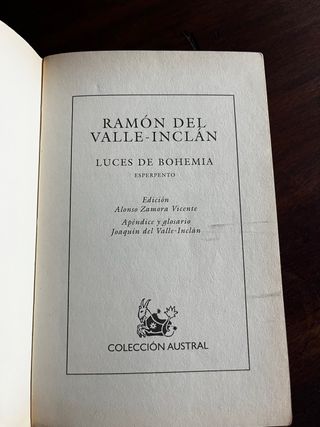 RAMÓN DEL
VALLE-INCLÁN
LUCES DE BOHEMIA
ESPERPENTO
Edición
Alonso Zamora Vicente
Apéndice y glosario
Joaquín del Valle-Inclán
COLECCIÓN AUSTRAL